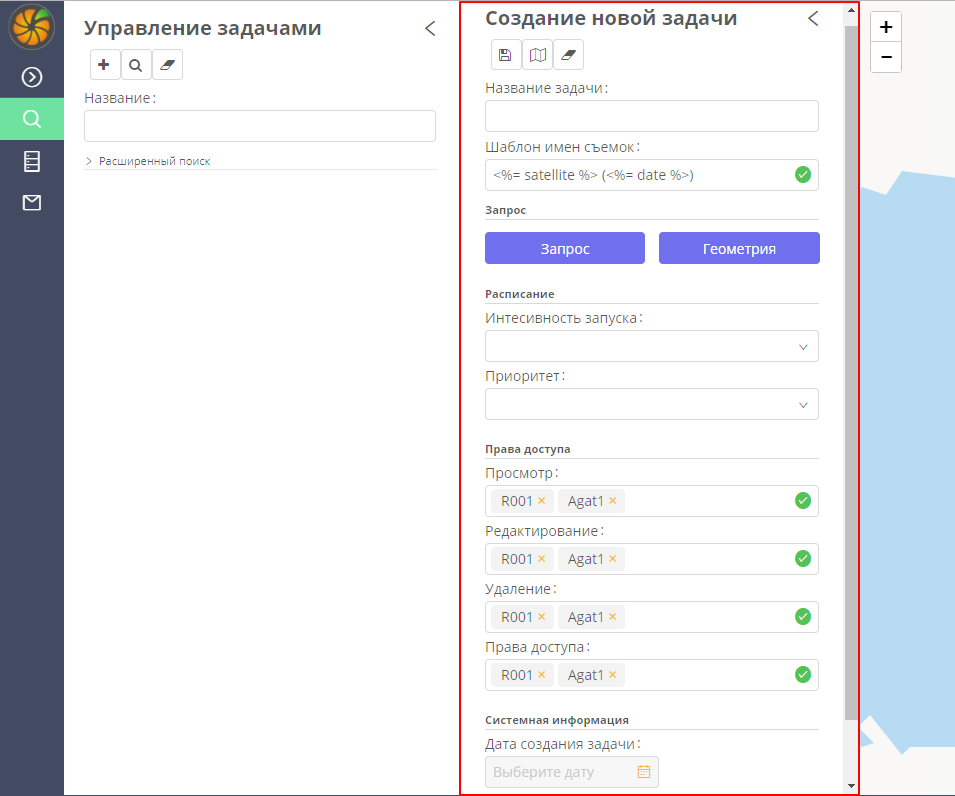 Управление задачами
Название:
Расширенный поиск
Создание новой задачи
Название задачи:
Шаблон имен съемок:
<%= satellite %> (<%= date %>)
Запрос
Запрос Геометрия
Расписание
Интесивность запуска:
Приоритет:
Права доступа
Просмотр:
R001 × Agat1 ×
Редактирование:
R001 × Agat1 ×
Удаление:
R001 × Agat1 ×
Права доступа:
R001 × Agat1 ×
Системная информация
Дата создания задачи:
Выберите дату
+
−